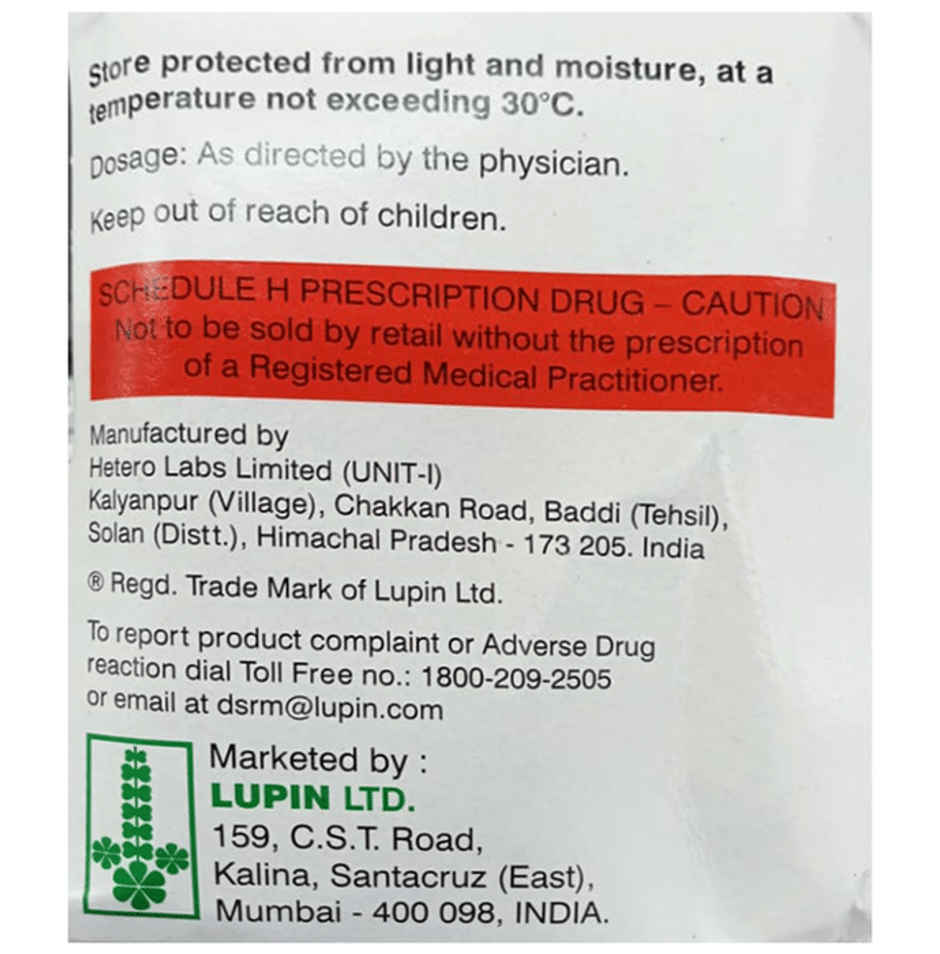 Store protected from light and moisture, at a
temperature not exceeding 30°C.
Dosage: As directed by the physician.
Keep out of reach of children.
SCHEDULE H PRESCRIPTION DRUG – CAUTION
Not to be sold by retail without the prescription
of a Registered Medical Practitioner.
Manufactured by
Hetero Labs Limited (UNIT-I)
Kalyanpur (Village), Chakkan Road, Baddi (Tehsil),
Solan (Distt.), Himachal Pradesh - 173 205. India
® Regd. Trade Mark of Lupin Ltd.
To report product complaint or Adverse Drug
reaction dial Toll Free no.: 1800-209-2505
or email at dsrm@lupin.com
Marketed by :
LUPIN LTD.
159, C.S.T. Road,
Kalina, Santacruz (East),
Mumbai - 400 098, INDIA.